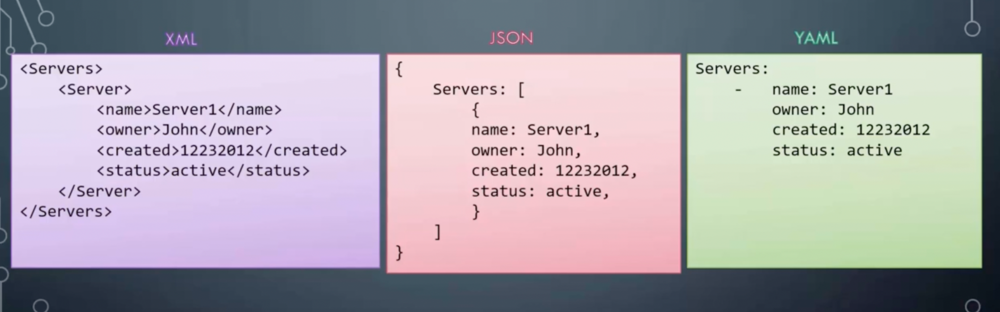 XML
<Servers>
<Server>
<name>Server1</name>
<owner>John</owner>
<created>12232012</created>
<status>active</status>
</Server>
</Servers>
JSON
{
Servers: [
{
name: Server1,
owner: John,
created: 12232012,
status: active,
}
]
}
YAML
Servers:
- name: Server1
owner: John
created: 12232012
status: active